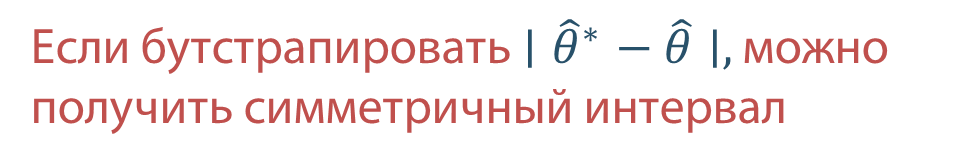 Если бутстрапировать | θ̂* − θ̂ |, можно
получить симметричный интервал